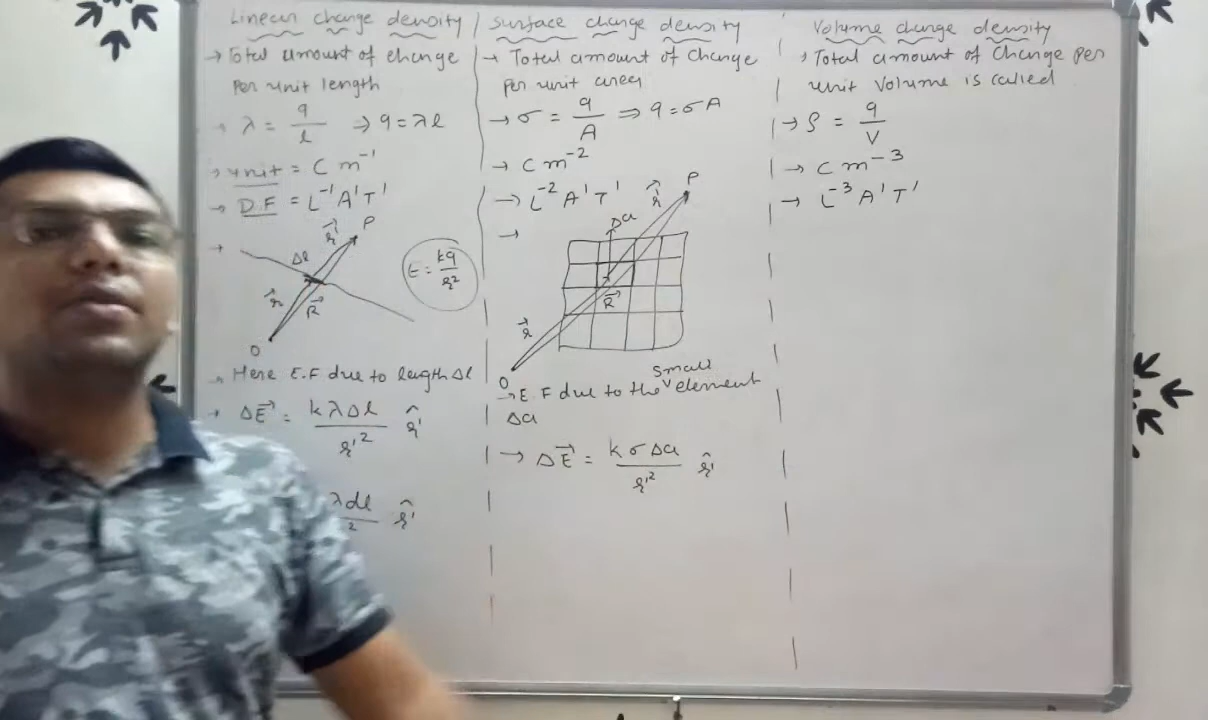 Linear charge density
→ Total amount of charge
Per unit length
→ λ = q/l ⇒ q = λl
→ unit = C m⁻¹
→ D.F = L⁻¹A¹T¹
→
Δl
r⃗'
P
r⃗
R⃗
O
E = kq/r²
→ Here E.F due to length Δl
→ ΔE⃗ = kλΔl/r'² r̂'
λdl/2 r̂'
Surface charge density
→ Total amount of Charge
Per unit area
→ σ = q/A ⇒ q = σA
→ C m⁻²
→ L⁻²A¹T¹
→
Δa
r⃗'
P
R⃗
r⃗
O
→ E.F due to the small element
Δa
→ ΔE⃗ = kσΔa/r'² r̂'
Volume charge density
→ Total amount of Charge per
unit Volume is called
→ ρ = q/V
→ C m⁻³
→ L⁻³A¹T¹